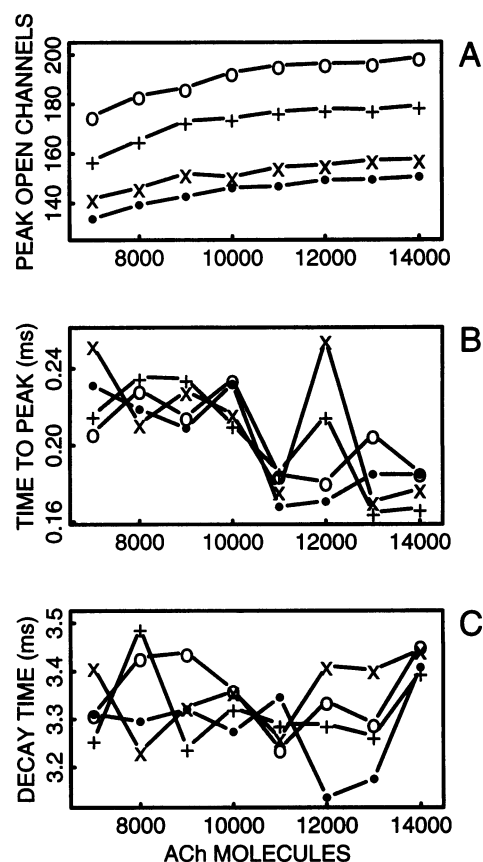 A
PEAK OPEN CHANNELS
200
180
160
140
8000 10000 12000 14000
B
TIME TO PEAK (ms)
0.24
0.20
0.16
8000 10000 12000 14000
C
DECAY TIME (ms)
3.5
3.4
3.3
3.2
8000 10000 12000 14000
ACh MOLECULES